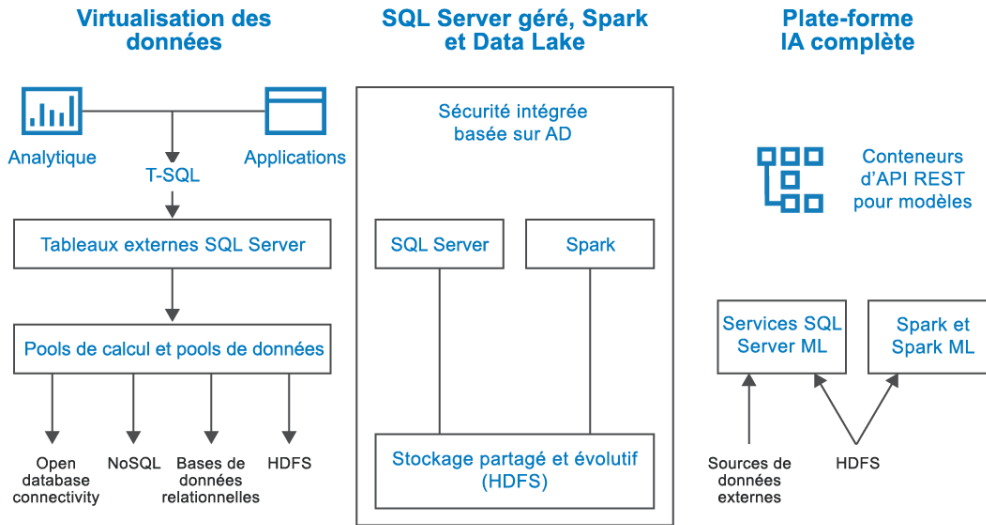 Virtualisation des
données
Analytique
Applications
T-SQL
Tableaux externes SQL Server
Pools de calcul et pools de données
Open
database
connectivity
NoSQL
Bases de
données
relationnelles
HDFS
SQL Server géré, Spark
et Data Lake
Sécurité intégrée
basée sur AD
SQL Server
Spark
Stockage partagé et évolutif
(HDFS)
Plate-forme
IA complète
Conteneurs
d'API REST
pour modèles
Services SQL
Server ML
Spark et
Spark ML
Sources de
données
externes
HDFS